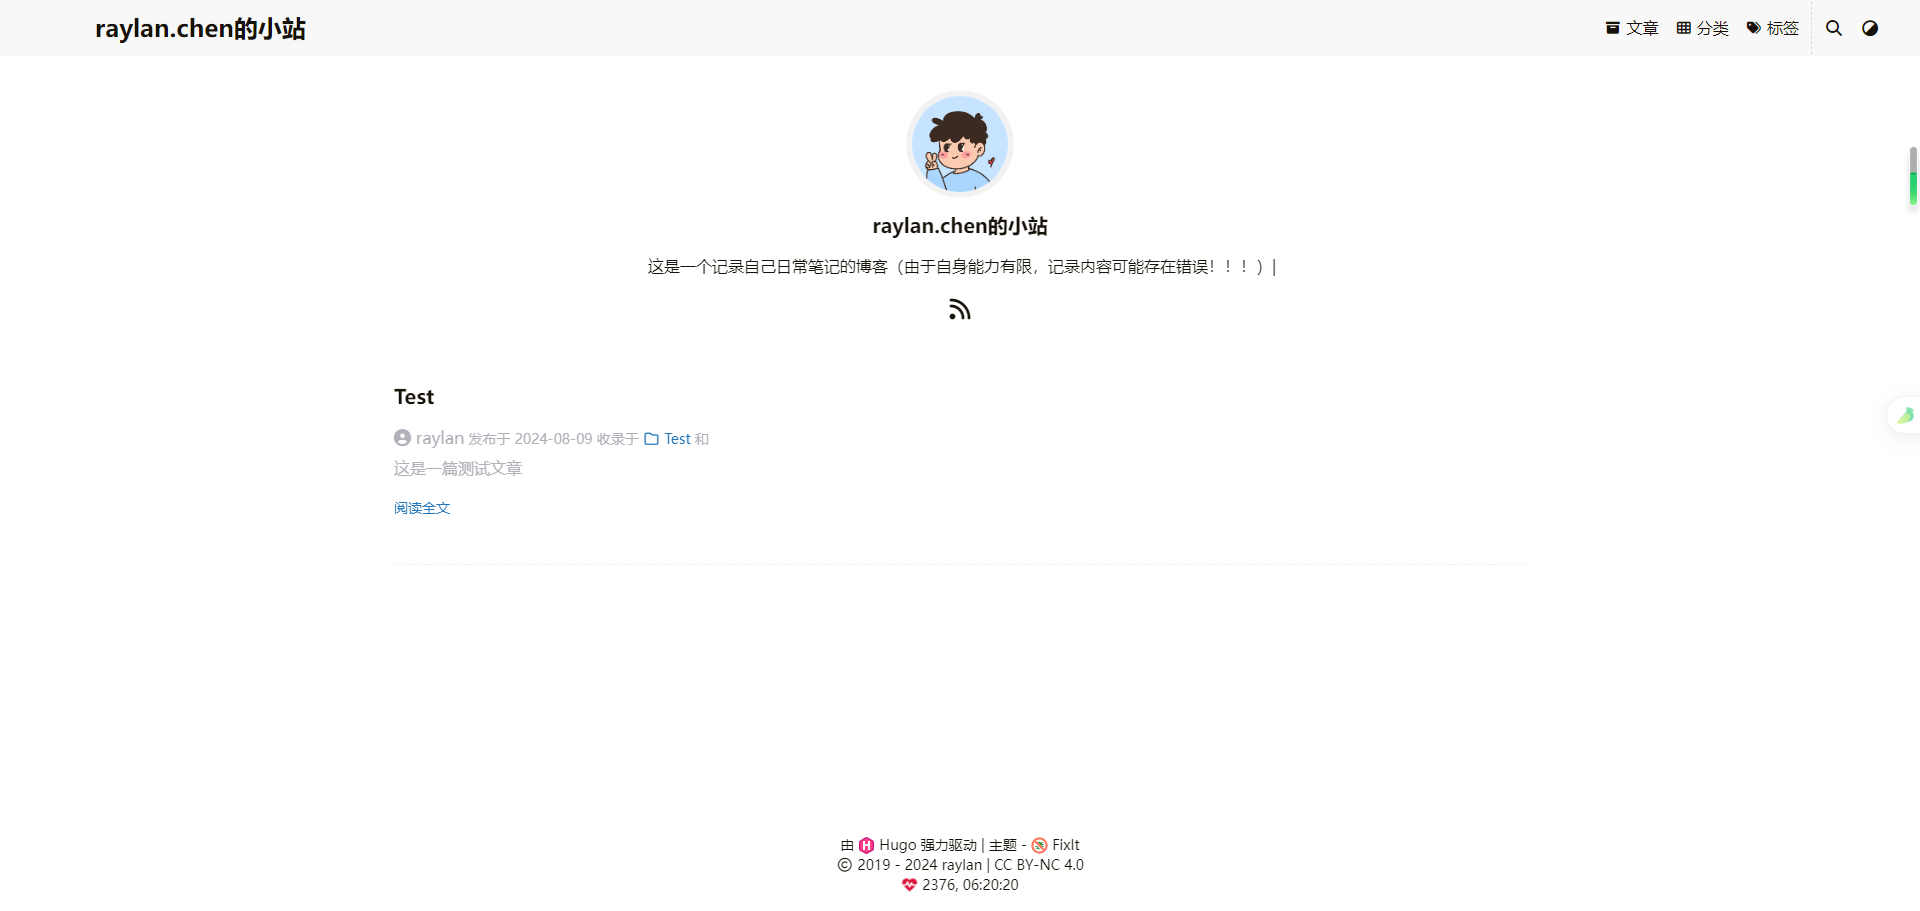 raylan.chen的小站
文章 分类 标签
raylan.chen的小站
这是一个记录自己日常笔记的博客（由于自身能力有限，记录内容可能存在错误！！！）|
Test
raylan 发布于 2024-08-09 收录于 Test 和
这是一篇测试文章
阅读全文
由 Hugo 强力驱动 | 主题 - FixIt
© 2019 - 2024 raylan | CC BY-NC 4.0
2376, 06:20:20